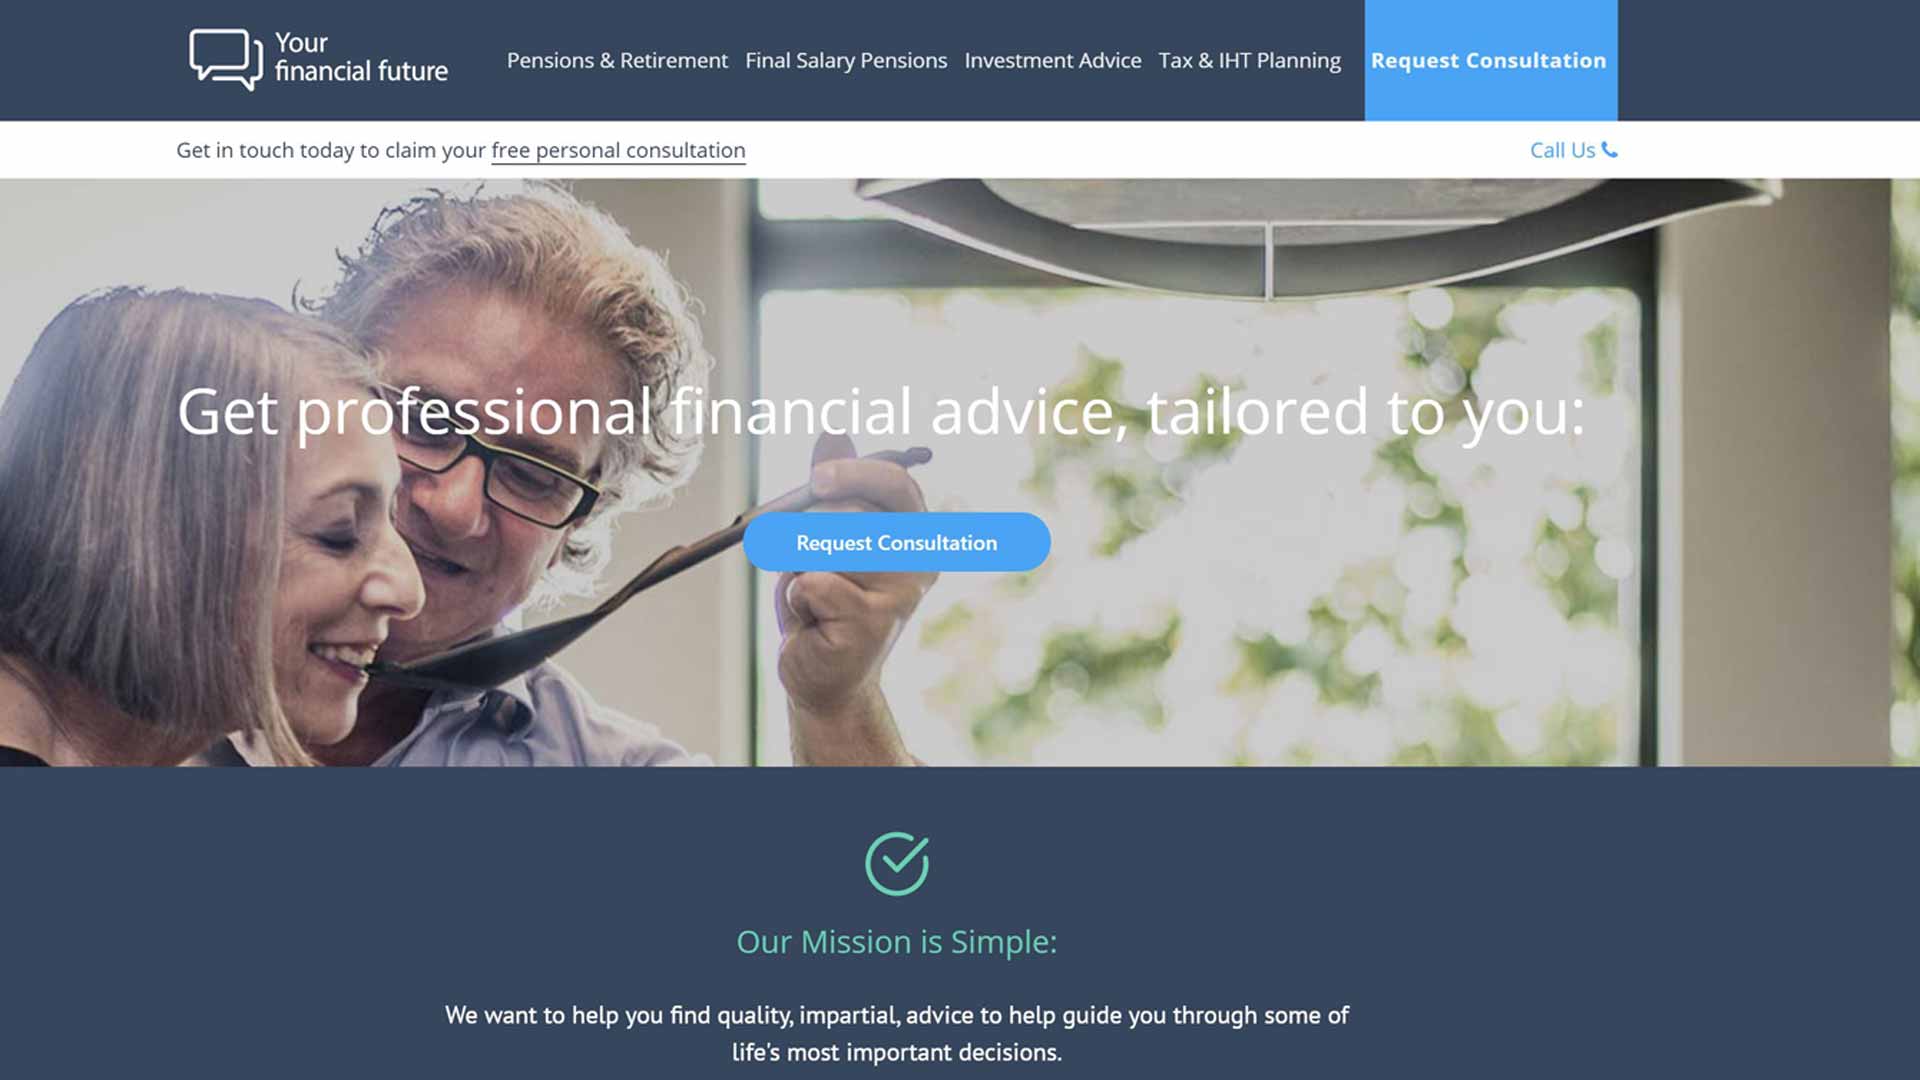 Your
financial future
Pensions & Retirement Final Salary Pensions Investment Advice Tax & IHT Planning Request Consultation
Get in touch today to claim your free personal consultation
Call Us
Get professional financial advice, tailored to you:
Request Consultation
Our Mission is Simple:
We want to help you find quality, impartial, advice to help guide you through some of
life's most important decisions.